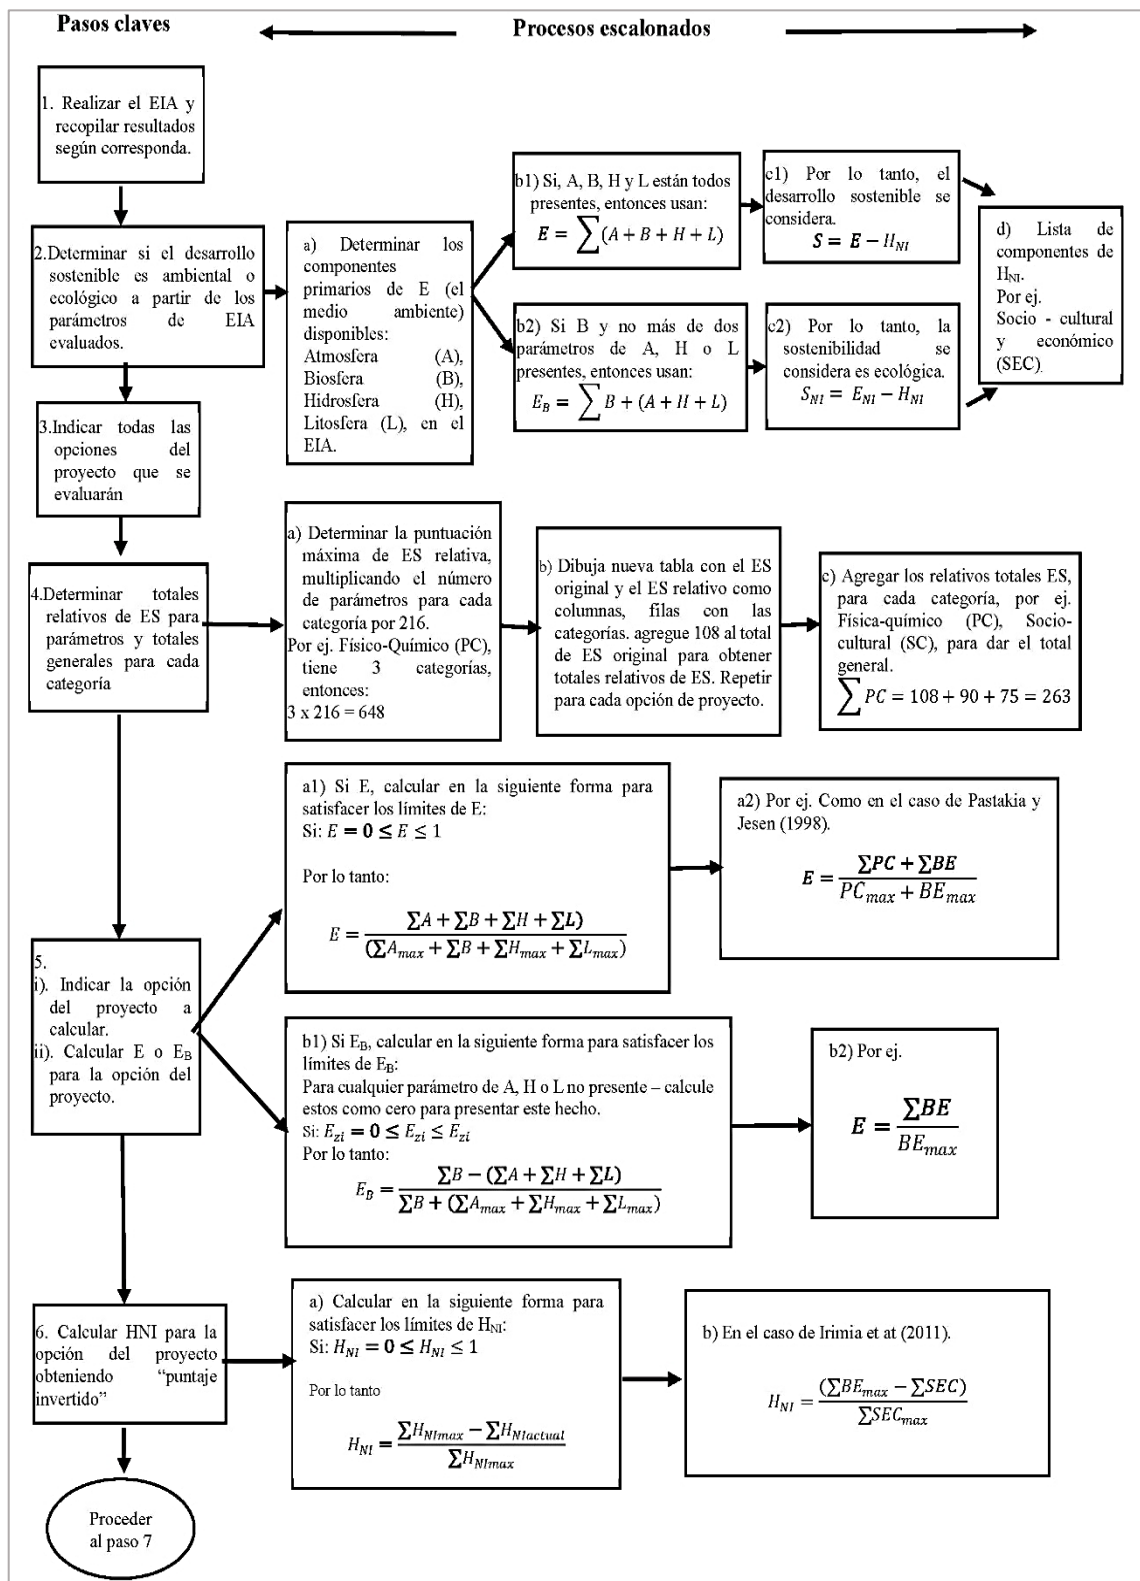 Pasos claves
Procesos escalonados
1. Realizar el EIA y
recopilar resultados
según corresponda.
2.Determinar si el desarrollo
sostenible es ambiental o
ecológico a partir de los
parámetros de EIA
evaluados.
a) Determinar los
componentes
primarios de E (el
medio ambiente)
disponibles:
Atmosfera (A),
Biosfera (B),
Hidrosfera (H),
Litosfera (L), en el
EIA.
b1) Si, A, B, H y L están todos
presentes, entonces usan:
E = ∑(A + B + H + L)
c1) Por lo tanto, el
desarrollo sostenible se
considera.
S = E − H_NI
b2) Si B y no más de dos
parámetros de A, H o L
presentes, entonces usan:
E_B = ∑ B + (A + H + L)
c2) Por lo tanto, la
sostenibilidad se
considera es ecológica.
S_NI = E_NI − H_NI
d) Lista de
componentes de
H_NI.
Por ej.
Socio - cultural
y económico
(SEC).
3.Indicar todas las
opciones del
proyecto que se
evaluarán
4.Determinar totales
relativos de ES para
parámetros y totales
generales para cada
categoría
a) Determinar la puntuación
máxima de ES relativa,
multiplicando el número
de parámetros para cada
categoría por 216.
Por ej. Físico-Químico (PC),
tiene 3 categorías,
entonces:
3 x 216 = 648
b) Dibuja nueva tabla con el ES
original y el ES relativo como
columnas, filas con las
categorías. agregue 108 al total
de ES original para obtener
totales relativos de ES. Repetir
para cada opción de proyecto.
c) Agregar los relativos totales ES,
para cada categoría, por ej.
Física-químico (PC), Socio-
cultural (SC), para dar el total
general.
∑ PC = 108 + 90 + 75 = 263
5.
i). Indicar la opción
del proyecto a
calcular.
ii). Calcular E o E_B
para la opción del
proyecto.
a1) Si E, calcular en la siguiente forma para
satisfacer los límites de E:
Si: E = 0 ≤ E ≤ 1
Por lo tanto:
E = ∑A + ∑B + ∑H + ∑L) / (∑A_max + ∑B + ∑H_max + ∑L_max)
a2) Por ej. Como en el caso de Pastakia y
Jesen (1998).
E = ∑PC + ∑BE / PC_max + BE_max
b1) Si E_B, calcular en la siguiente forma para satisfacer los
límites de E_B:
Para cualquier parámetro de A, H o L no presente – calcule
estos como cero para presentar este hecho.
Si: E_zi = 0 ≤ E_zi ≤ E_zi
Por lo tanto:
E_B = ∑B − (∑A + ∑H + ∑L) / ∑B + (∑A_max + ∑H_max + ∑L_max)
b2) Por ej.
E = ∑BE / BE_max
6. Calcular HNI para la
opción del proyecto
obteniendo “puntaje
invertido”
a) Calcular en la siguiente forma para
satisfacer los límites de H_NI:
Si: H_NI = 0 ≤ H_NI ≤ 1
Por lo tanto
H_NI = ∑H_NImax − ∑H_NIactual / ∑H_NImax
b) En el caso de Irimia et at (2011).
H_NI = (∑BE_max − ∑SEC) / ∑SEC_max
Proceder
al paso 7